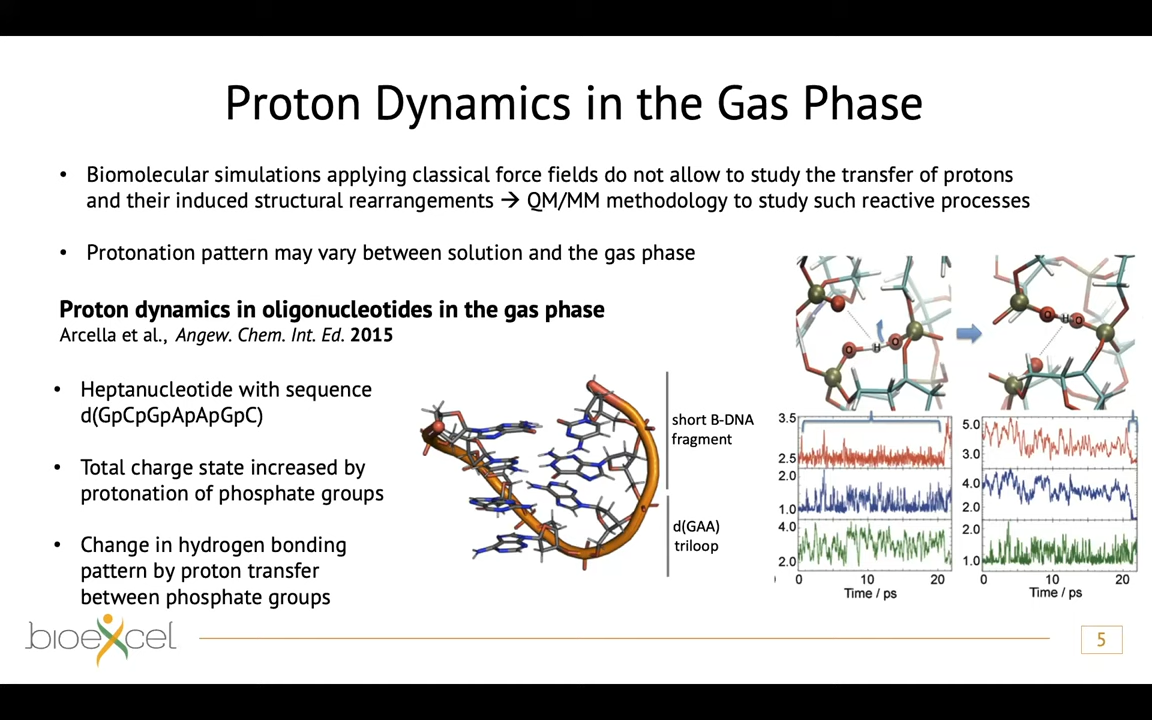 Proton Dynamics in the Gas Phase
• Biomolecular simulations applying classical force fields do not allow to study the transfer of protons
and their induced structural rearrangements → QM/MM methodology to study such reactive processes
• Protonation pattern may vary between solution and the gas phase
Proton dynamics in oligonucleotides in the gas phase
Arcella et al., Angew. Chem. Int. Ed. 2015
• Heptanucleotide with sequence
d(GpCpGpApApGpC)
• Total charge state increased by
protonation of phosphate groups
• Change in hydrogen bonding
pattern by proton transfer
between phosphate groups
short B-DNA
fragment
d(GAA)
triloop
O H O
O H O
3.5
2.5
2.0
1.0
4.0
2.0
0 10 20
Time / ps
5.0
3.0
4.0
2.0
2.0
1.0
0 10 20
Time / ps
bioexcel
5